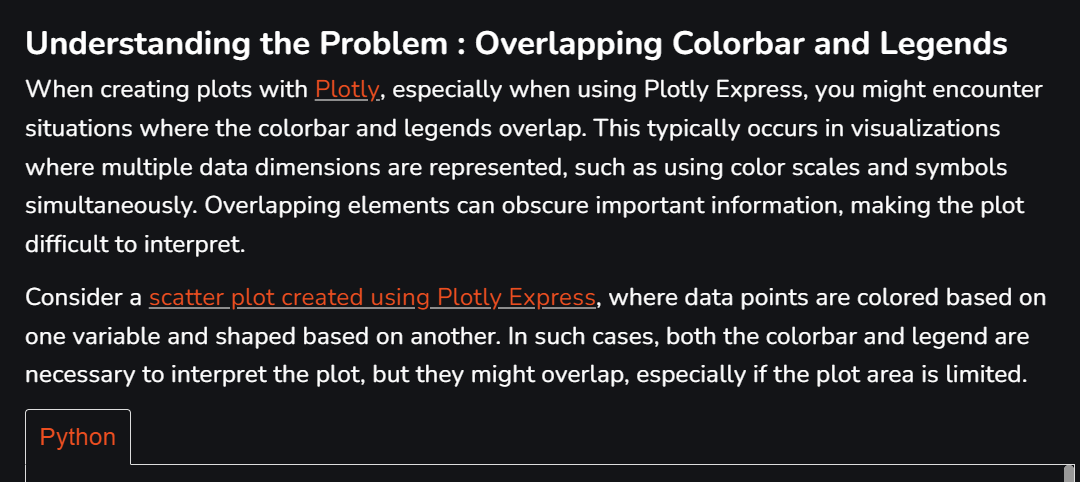 Understanding the Problem : Overlapping Colorbar and Legends
When creating plots with Plotly, especially when using Plotly Express, you might encounter
situations where the colorbar and legends overlap. This typically occurs in visualizations
where multiple data dimensions are represented, such as using color scales and symbols
simultaneously. Overlapping elements can obscure important information, making the plot
difficult to interpret.
Consider a scatter plot created using Plotly Express, where data points are colored based on
one variable and shaped based on another. In such cases, both the colorbar and legend are
necessary to interpret the plot, but they might overlap, especially if the plot area is limited.
Python